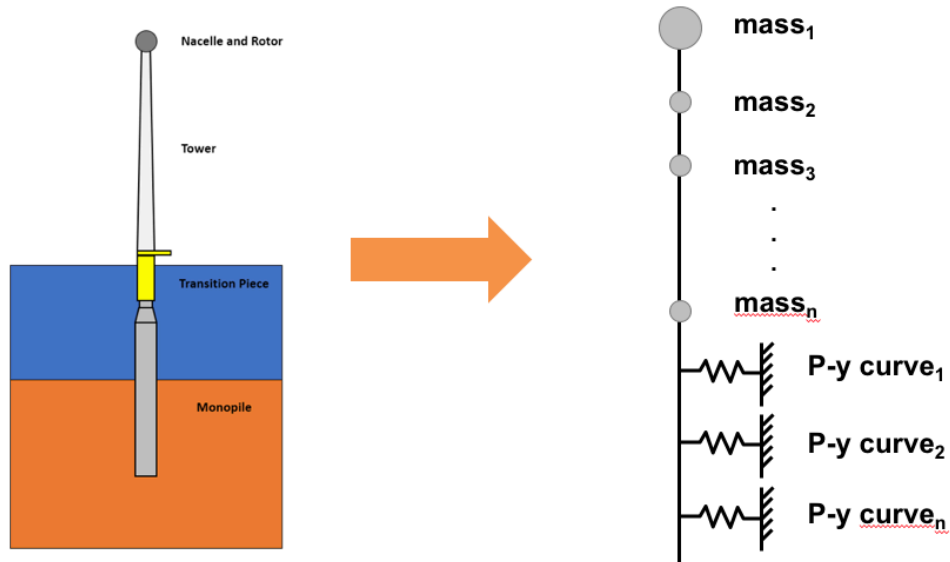 Nacelle and Rotor
Tower
Transition Piece
Monopile
mass₁
mass₂
mass₃
.
.
.
massₙ
P-y curve₁
P-y curve₂
P-y curveₙ